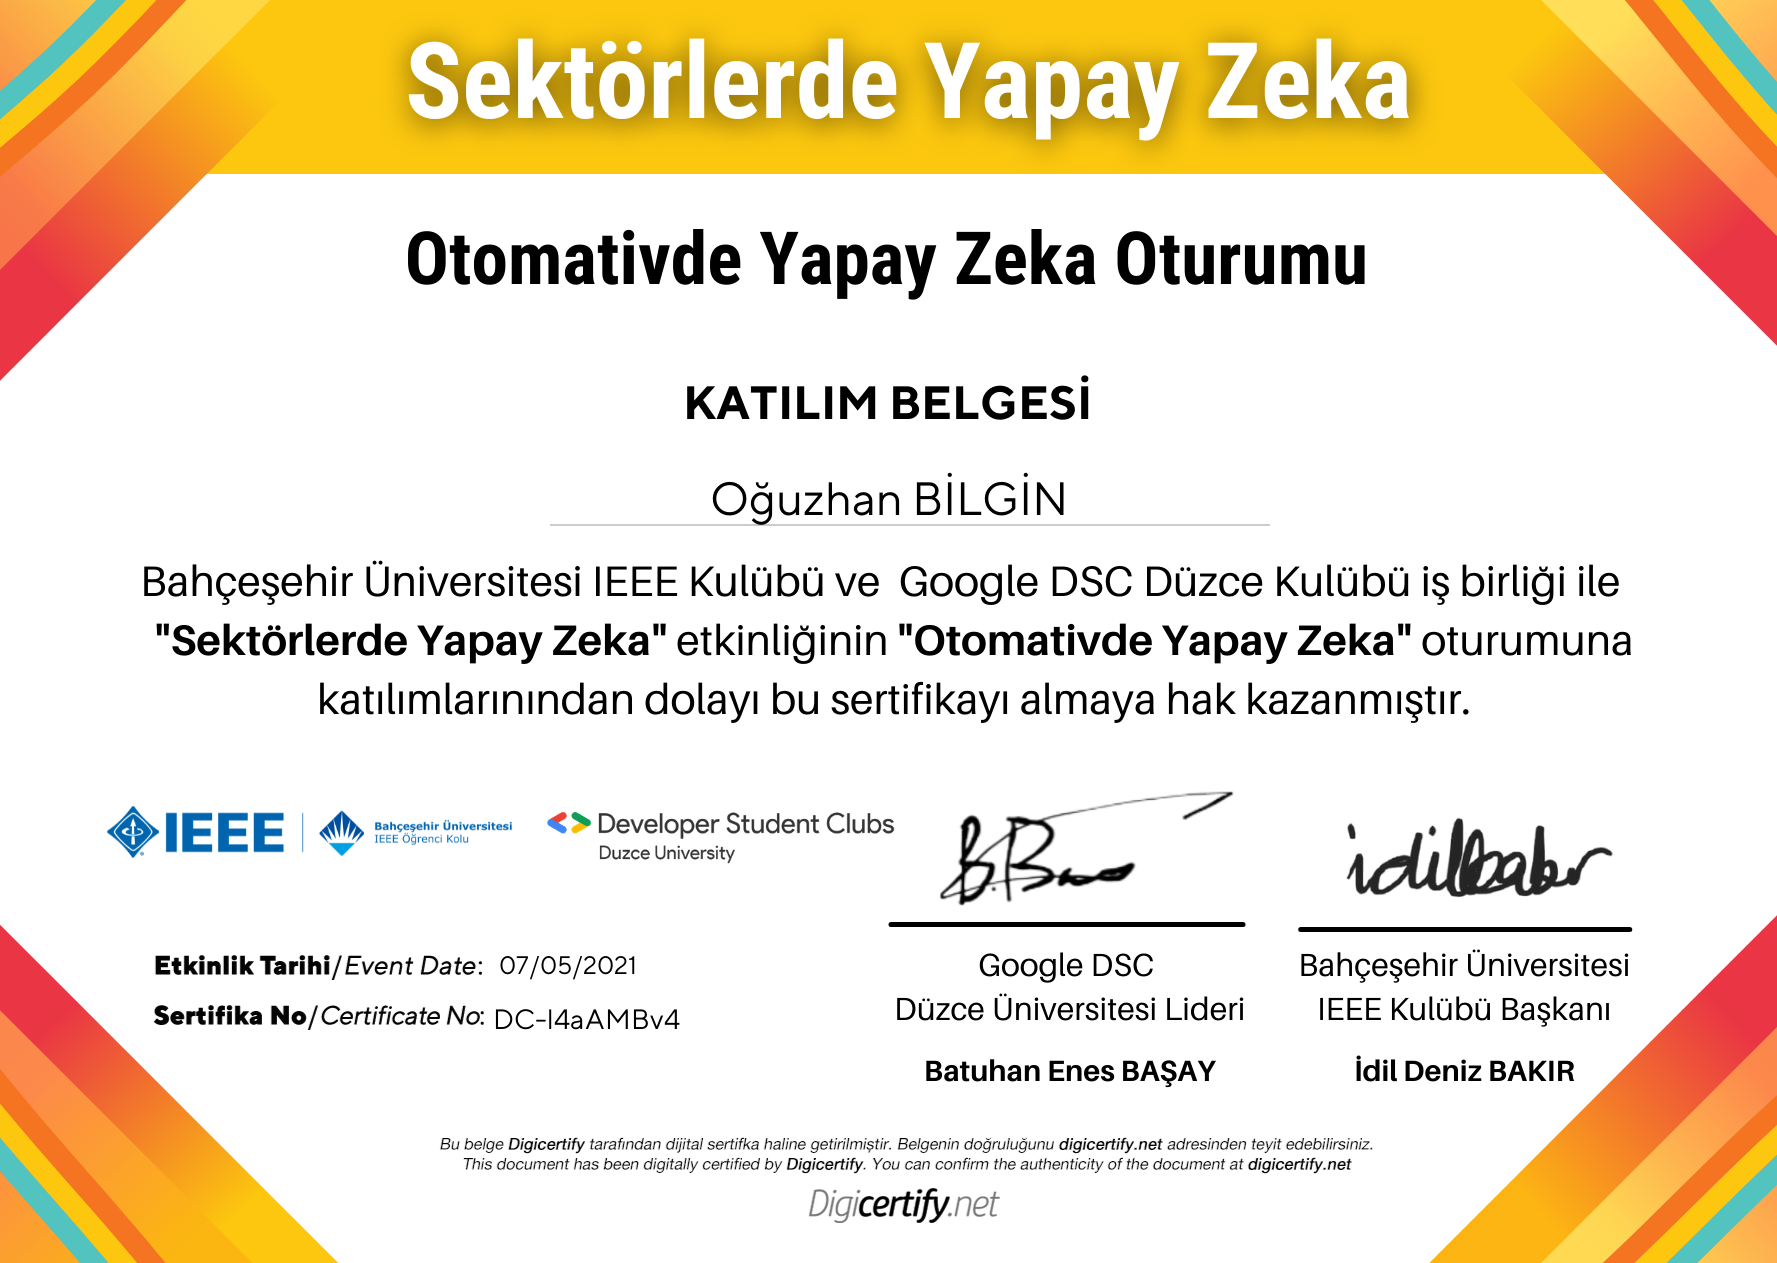 Sektörlerde Yapay Zeka
Otomativde Yapay Zeka Oturumu
KATILIM BELGESİ
Oğuzhan BİLGİN
Bahçeşehir Üniversitesi IEEE Kulübü ve Google DSC Düzce Kulübü iş birliği ile
"Sektörlerde Yapay Zeka" etkinliğinin "Otomativde Yapay Zeka" oturumuna
katılımlarınından dolayı bu sertifikayı almaya hak kazanmıştır.
IEEE
Bahçeşehir Üniversitesi
IEEE Öğrenci Kolu
Developer Student Clubs
Duzce University
B.B
idilbakır
Etkinlik Tarihi/Event Date: 07/05/2021
Sertifika No/Certificate No: DC-I4aAMBv4
Google DSC
Düzce Üniversitesi Lideri
Batuhan Enes BAŞAY
Bahçeşehir Üniversitesi
IEEE Kulübü Başkanı
İdil Deniz BAKIR
Bu belge Digicertify tarafından dijital sertifka haline getirilmiştir. Belgenin doğruluğunu digicertify.net adresinden teyit edebilirsiniz.
This document has been digitally certified by Digicertify. You can confirm the authenticity of the document at digicertify.net
Digicertify.net